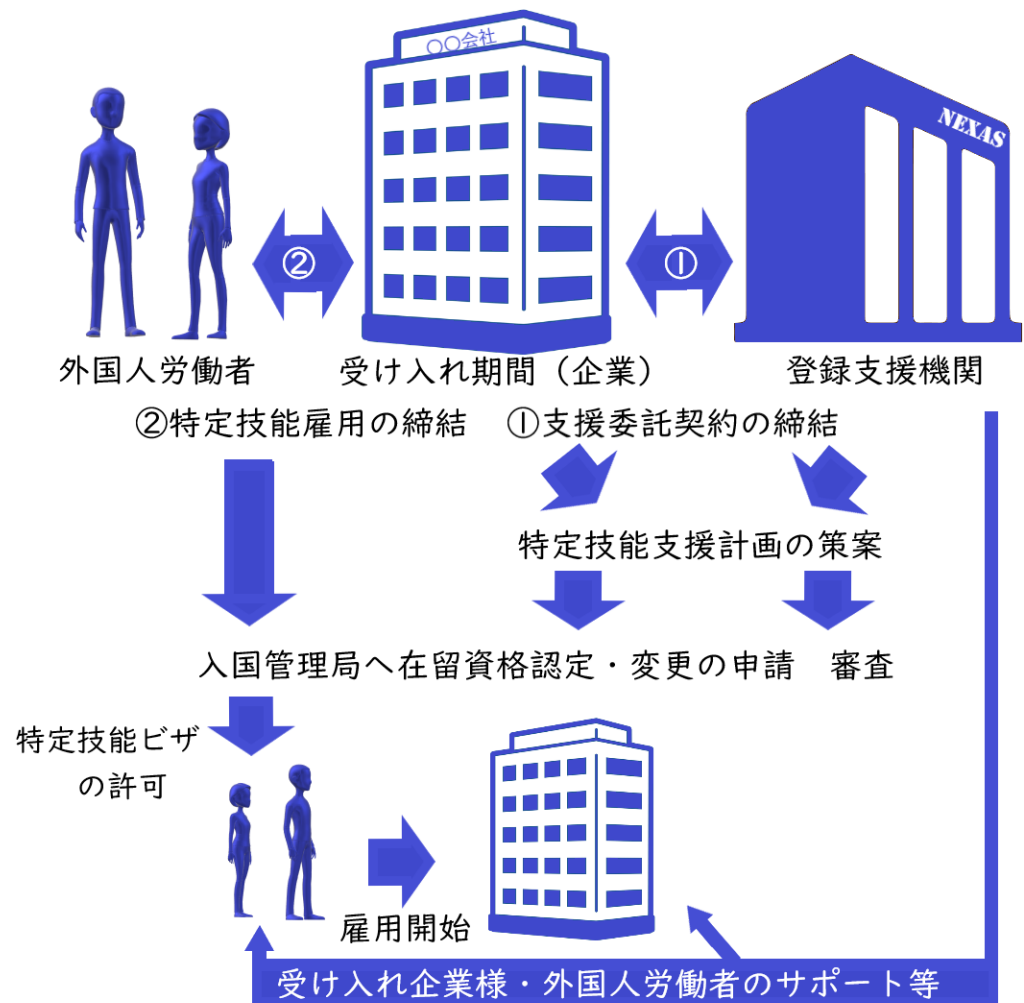 〇〇会社
NEXAS
②
①
外国人労働者
受け入れ期間（企業）
登録支援機関
②特定技能雇用の締結
①支援委託契約の締結
特定技能支援計画の策案
入国管理局へ在留資格認定・変更の申請　審査
特定技能ビザ
の許可
雇用開始
受け入れ企業様・外国人労働者のサポート等